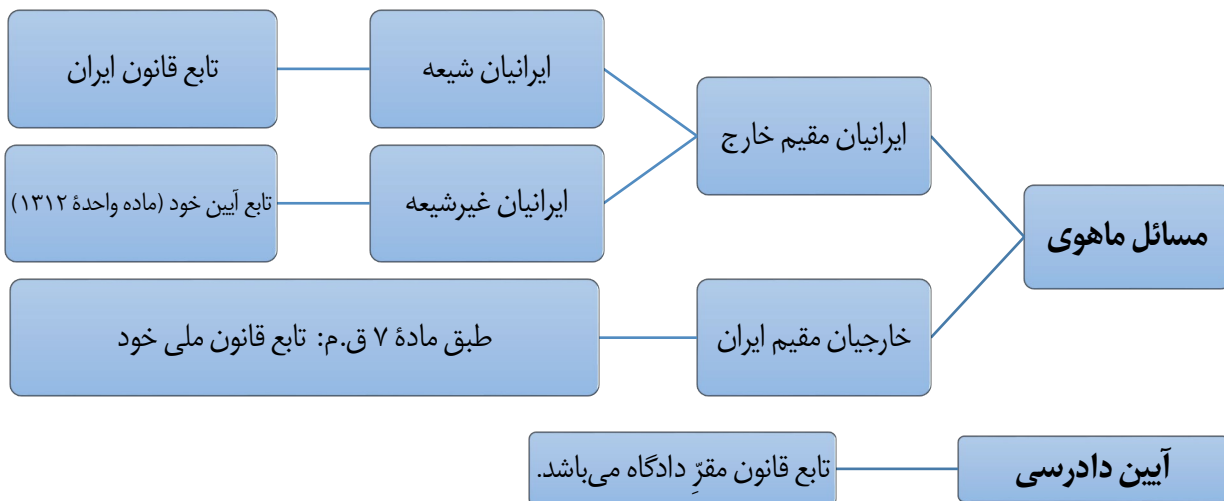 مسائل ماهوی
ایرانیان مقیم خارج
ایرانیان شیعه
تابع قانون ایران
ایرانیان غیرشیعه
تابع آیین خود (ماده واحدهٔ ۱۳۱۲)
خارجیان مقیم ایران
طبق مادهٔ ۷ ق.م: تابع قانون ملی خود
آیین دادرسی
تابع قانون مقرِّ دادگاه می‌باشد.